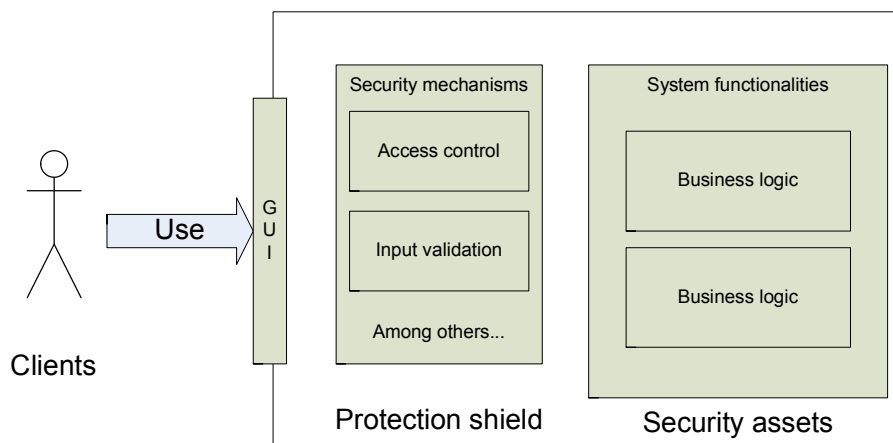 Clients
Use
G
U
I
Security mechanisms
Access control
Input validation
Among others...
Protection shield
System functionalities
Business logic
Business logic
Security assets